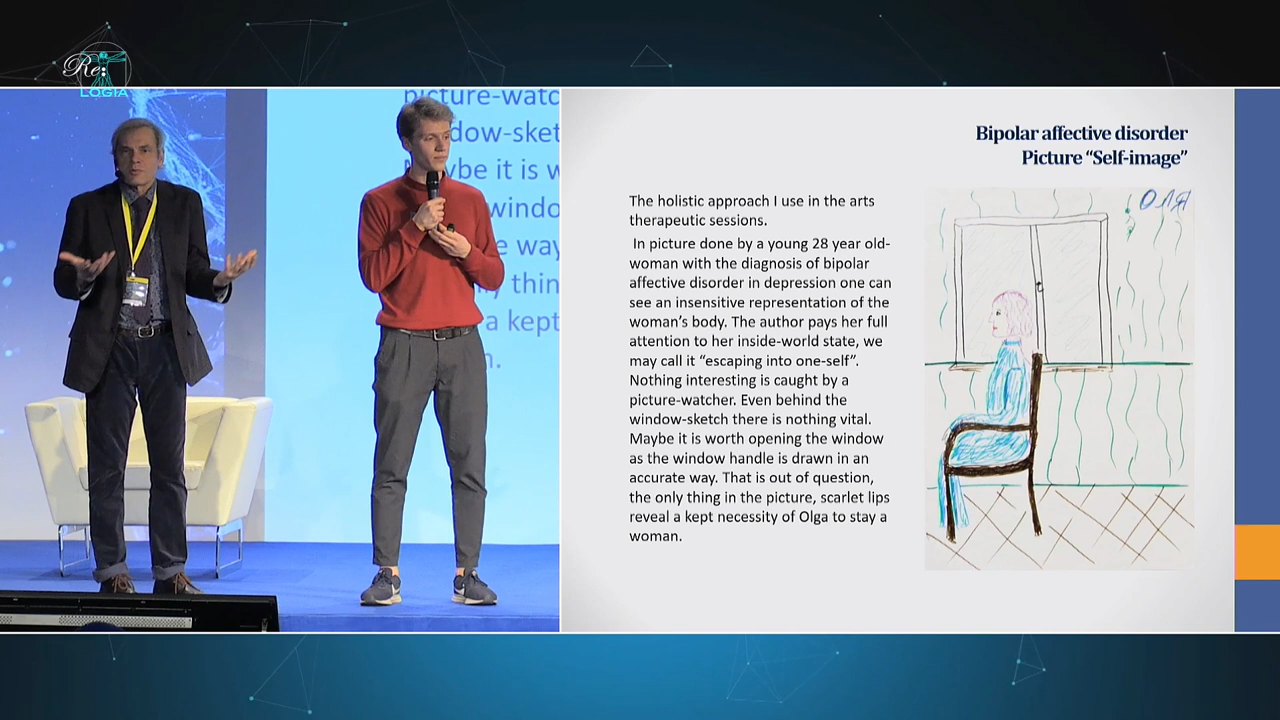 Re:
LOGIA
picture-watc
dow-sket
ybe it is w
windo
e way
thin
a kept
Bipolar affective disorder
Picture “Self-image”
The holistic approach I use in the arts
therapeutic sessions.
In picture done by a young 28 year old-
woman with the diagnosis of bipolar
affective disorder in depression one can
see an insensitive representation of the
woman’s body. The author pays her full
attention to her inside-world state, we
may call it “escaping into one-self”.
Nothing interesting is caught by a
picture-watcher. Even behind the
window-sketch there is nothing vital.
Maybe it is worth opening the window
as the window handle is drawn in an
accurate way. That is out of question,
the only thing in the picture, scarlet lips
reveal a kept necessity of Olga to stay a
woman.
ОЛЯ